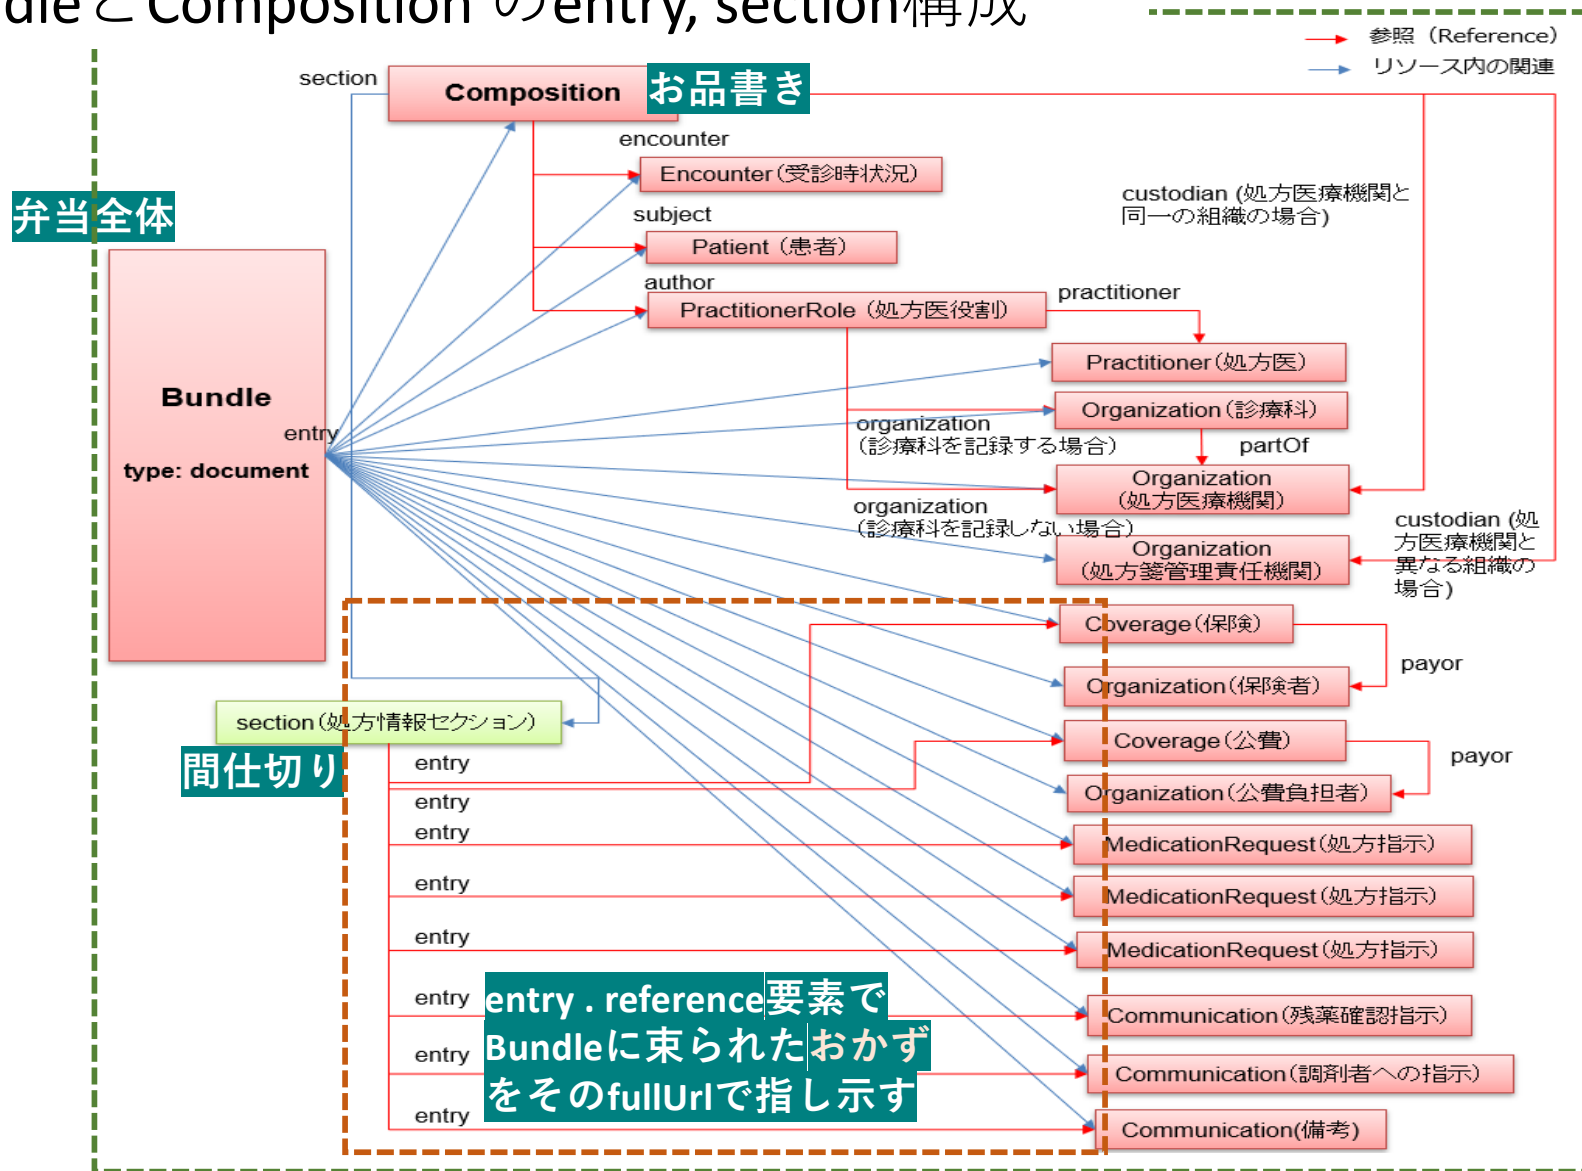 dleとComposition のentry, section構成
参照（Reference）
リソース内の関連
section
Composition
お品書き
encounter
Encounter（受診時状況）
custodian (処方医療機関と
同一の組織の場合)
弁当全体
subject
Patient（患者）
author
PractitionerRole（処方医役割）
practitioner
Practitioner（処方医）
Bundle
entry
type: document
Organization（診療科）
organization
（診療科を記録する場合）
partOf
Organization
（処方医療機関）
organization
（診療科を記録しない場合）
custodian (処
方医療機関と
異なる組織の
場合)
Organization
（処方箋管理責任機関）
Coverage（保険）
payor
Organization（保険者）
section（処方情報セクション）
間仕切り
Coverage（公費）
payor
entry
Organization（公費負担者）
entry
entry
MedicationRequest（処方指示）
entry
MedicationRequest（処方指示）
entry
MedicationRequest（処方指示）
entry
entry . reference要素で
Bundleに束られたおかず
をそのfullUrlで指し示す
Communication（残薬確認指示）
entry
Communication（調剤者への指示）
entry
Communication(備考)